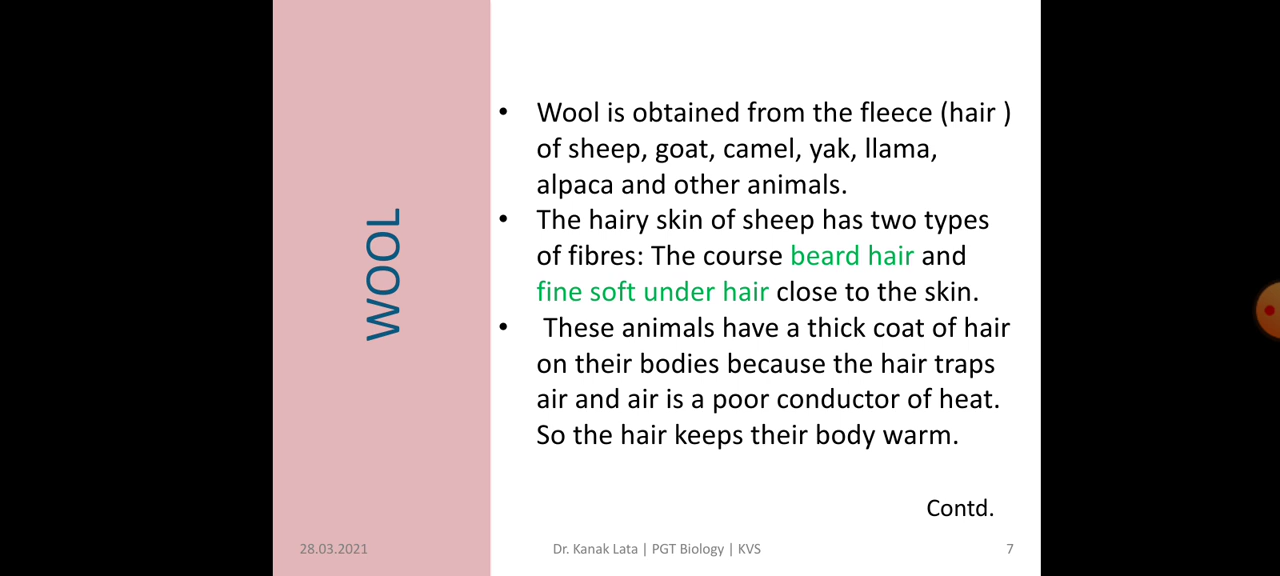 WOOL
• Wool is obtained from the fleece (hair )
of sheep, goat, camel, yak, llama,
alpaca and other animals.
• The hairy skin of sheep has two types
of fibres: The course beard hair and
fine soft under hair close to the skin.
• These animals have a thick coat of hair
on their bodies because the hair traps
air and air is a poor conductor of heat.
So the hair keeps their body warm.
Contd.
28.03.2021
Dr. Kanak Lata | PGT Biology | KVS
7